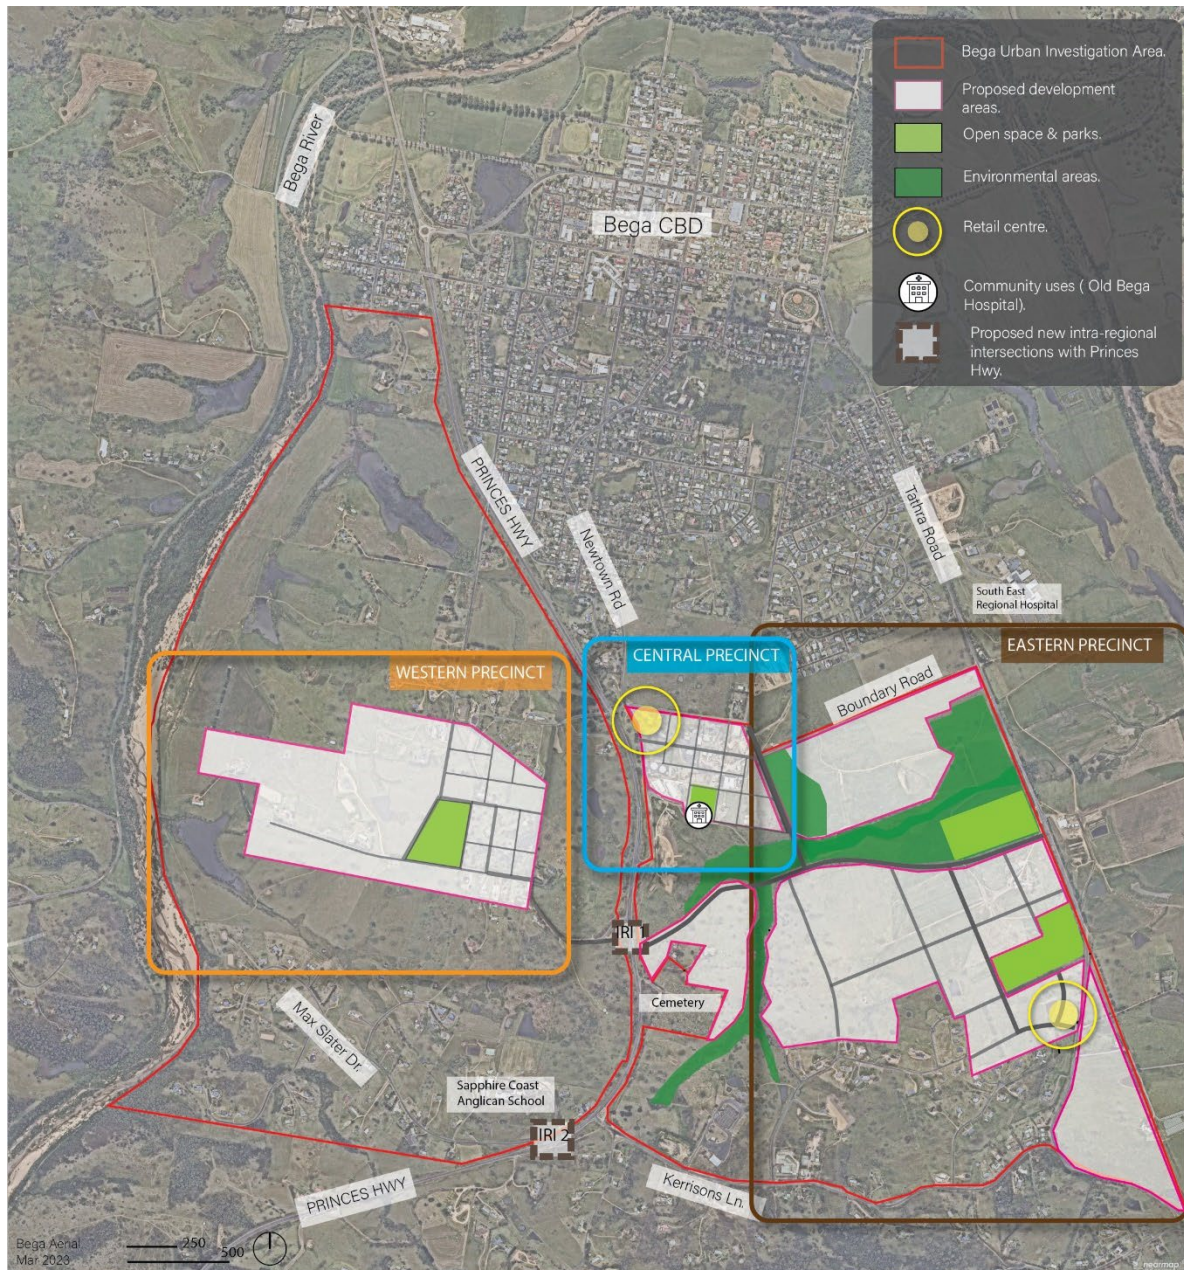 Bega Urban Investigation Area.
Proposed development
areas.
Open space & parks.
Environmental areas.
Retail centre.
Community uses ( Old Bega
Hospital).
Proposed new intra-regional
intersections with Princes
Hwy.
Bega River
Bega CBD
PRINCES HWY
Newtown Rd
Tathra Road
South East
Regional Hospital
WESTERN PRECINCT
CENTRAL PRECINCT
EASTERN PRECINCT
Boundary Road
IRI 1
Cemetery
Max Slater Dr.
Sapphire Coast
Anglican School
IRI 2
Kerrisons Ln.
PRINCES HWY
Bega Aerial
Mar 2023
250
500
nearmap